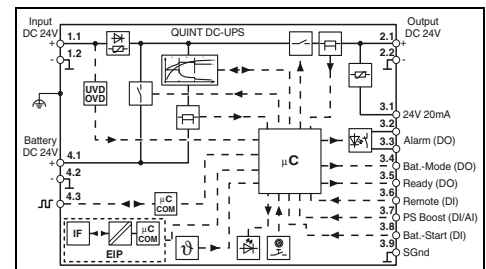 Input
DC 24V
1.1
+
1.2
-
QUINT DC-UPS
Output
DC 24V
2.1
+
2.2
-
UVD
OVD
3.1
24V 20mA
3.2
Alarm (DO)
3.3
Battery
DC 24V
4.1
+
4.2
-
4.3
µC
3.4
Bat.-Mode (DO)
3.5
Ready (DO)
3.6
Remote (DI)
3.7
PS Boost (DI/AI)
3.8
Bat.-Start (DI)
3.9
SGnd
µC
COM
IF
µC
COM
EIP
ϑ